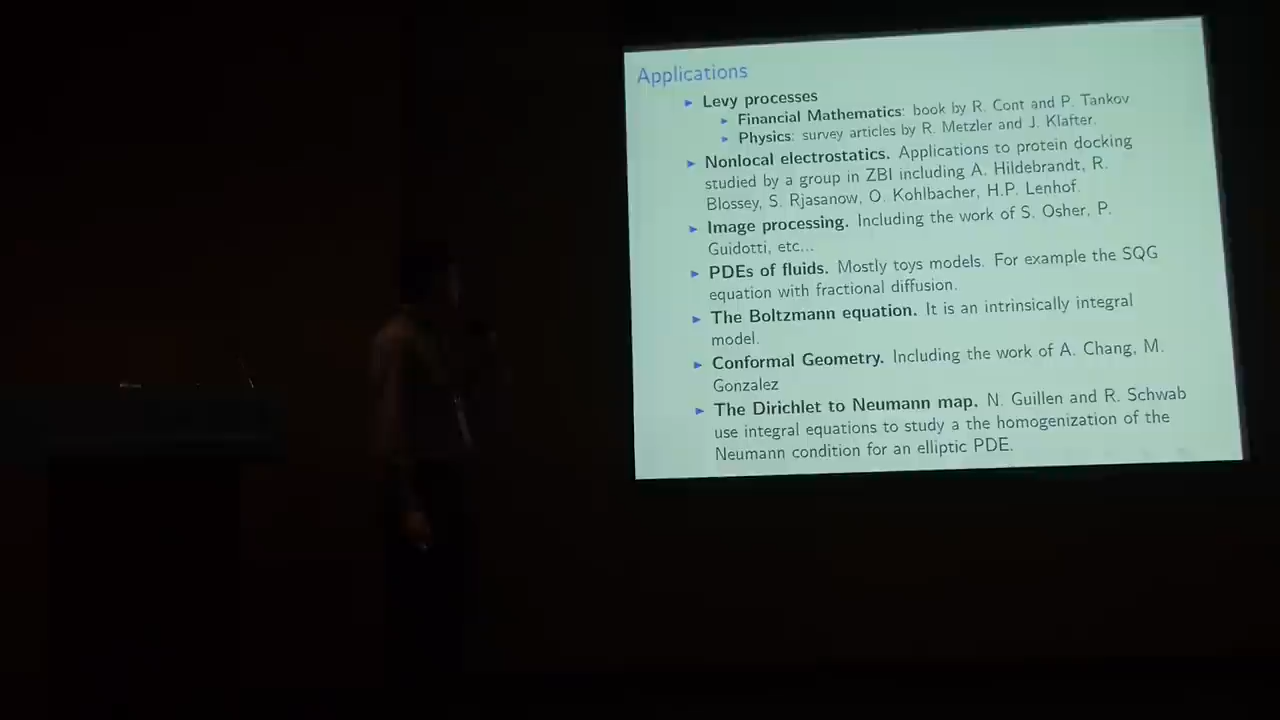 Applications
► Levy processes
► Financial Mathematics: book by R. Cont and P. Tankov
► Physics: survey articles by R. Metzler and J. Klafter.
► Nonlocal electrostatics. Applications to protein docking
studied by a group in ZBI including A. Hildebrandt, R.
Blossey, S. Rjasanow, O. Kohlbacher, H.P. Lenhof.
► Image processing. Including the work of S. Osher, P.
Guidotti, etc...
► PDEs of fluids. Mostly toys models. For example the SQG
equation with fractional diffusion.
► The Boltzmann equation. It is an intrinsically integral
model.
► Conformal Geometry. Including the work of A. Chang, M.
Gonzalez
► The Dirichlet to Neumann map. N. Guillen and R. Schwab
use integral equations to study a the homogenization of the
Neumann condition for an elliptic PDE.